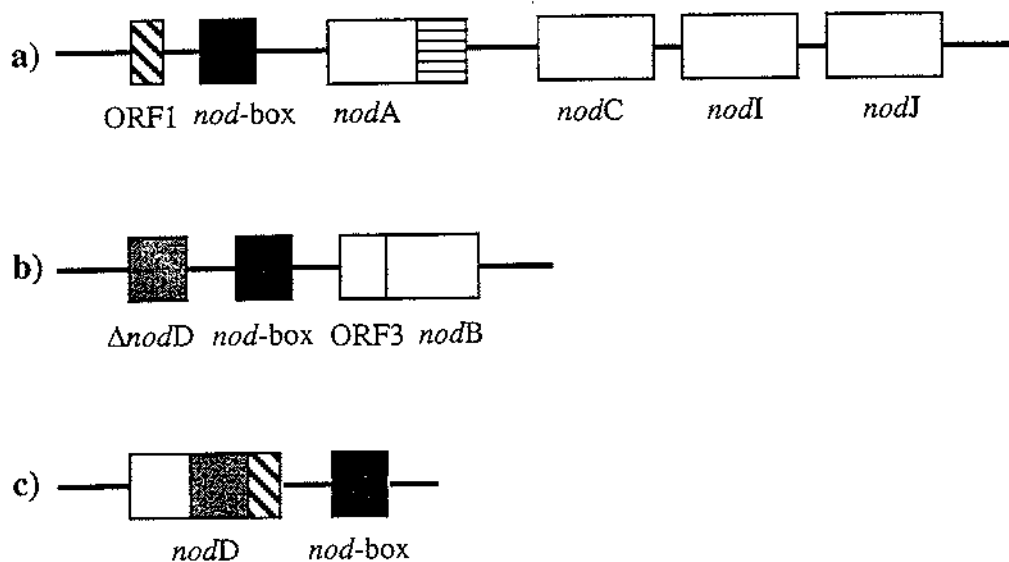 a)
ORF1 nod-box nodA nodC nodI nodJ
b)
ΔnodD nod-box ORF3 nodB
c)
nodD nod-box